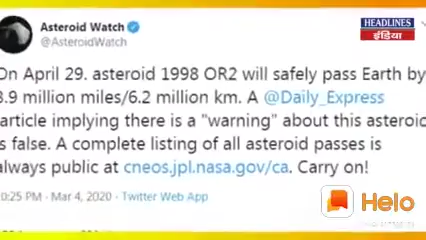 Asteroid Watch
@AsteroidWatch
HEADLINES
इंडिया
On April 29. asteroid 1998 OR2 will safely pass Earth by
3.9 million miles/6.2 million km. A @Daily_Express
article implying there is a "warning" about this asteroid
is false. A complete listing of all asteroid passes is
always public at cneos.jpl.nasa.gov/ca. Carry on!
0:25 PM · Mar 4, 2020 · Twitter Web App
Helo